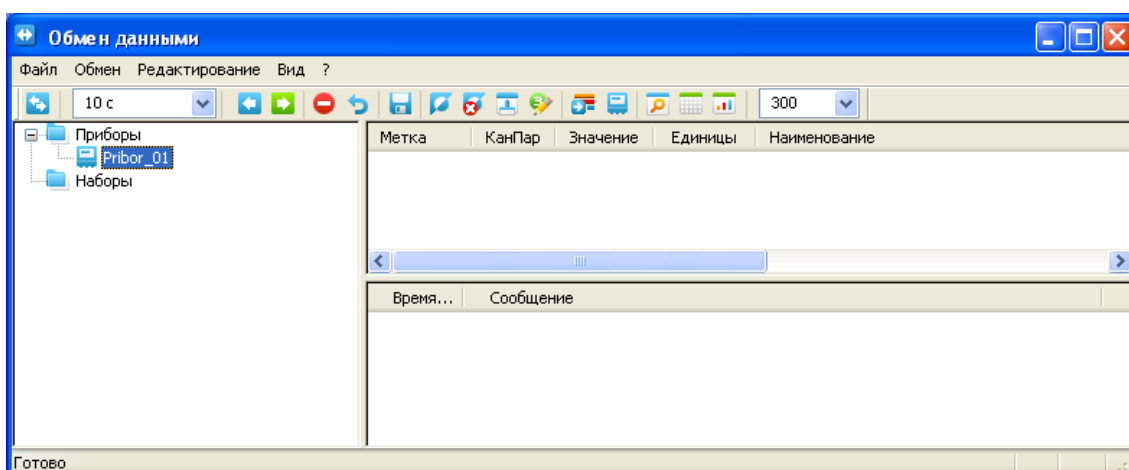 Обмен данными
Файл Обмен Редактирование Вид ?
10 с 300
Приборы
Pribor_01
Наборы
Метка КанПар Значение Единицы Наименование
Время... Сообщение
Готово